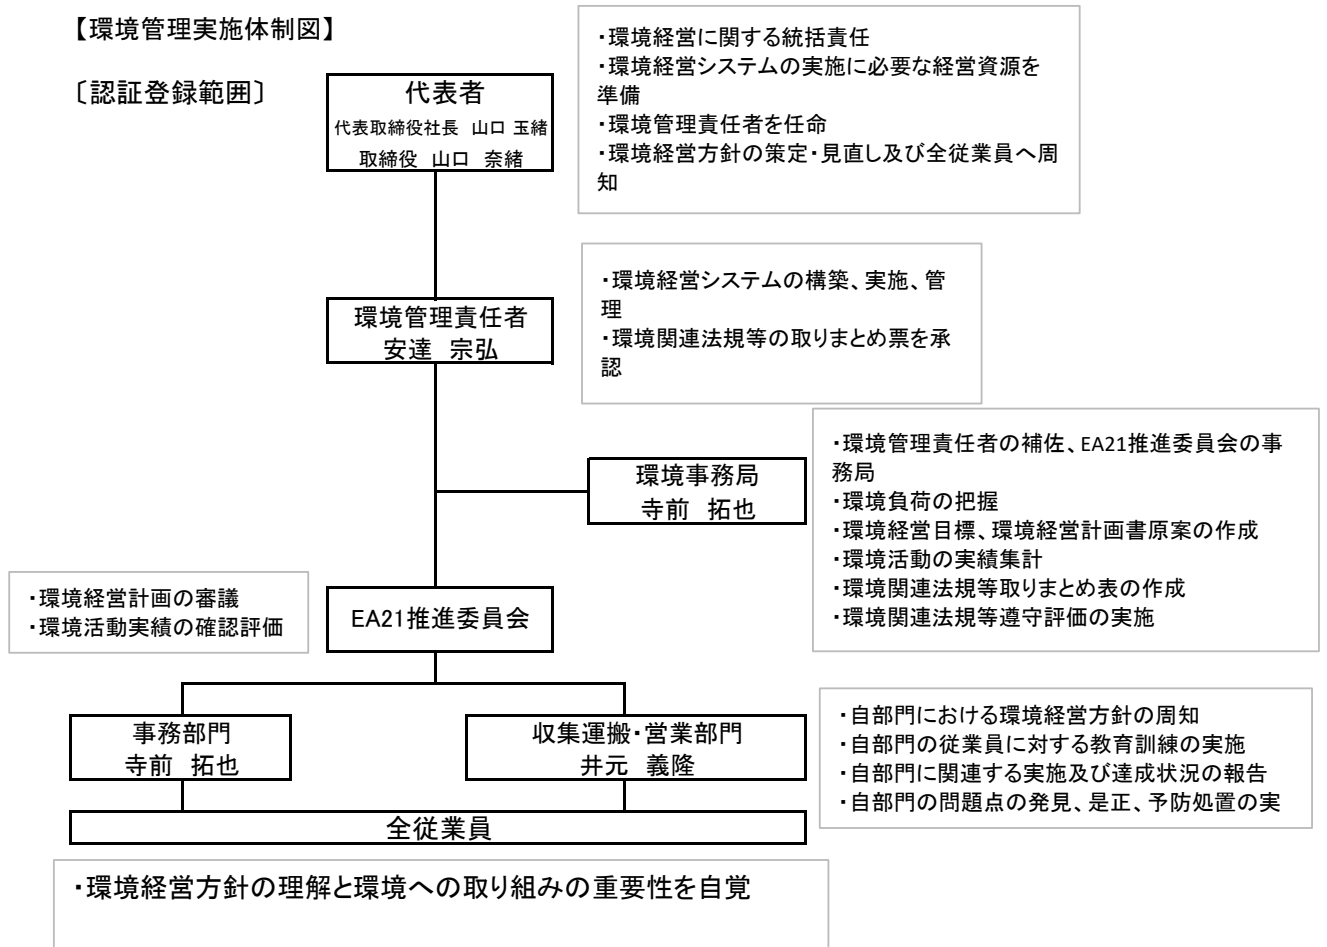 【環境管理実施体制図】
〔認証登録範囲〕
代表者
代表取締役社長　山口 玉緒
取締役　山口　奈緒
・環境経営に関する統括責任
・環境経営システムの実施に必要な経営資源を
準備
・環境管理責任者を任命
・環境経営方針の策定・見直し及び全従業員へ周
知
環境管理責任者
安達　宗弘
・環境経営システムの構築、実施、管
理
・環境関連法規等の取りまとめ票を承
認
環境事務局
寺前　拓也
・環境管理責任者の補佐、EA21推進委員会の事
務局
・環境負荷の把握
・環境経営目標、環境経営計画書原案の作成
・環境活動の実績集計
・環境関連法規等取りまとめ表の作成
・環境関連法規等遵守評価の実施
・環境経営計画の審議
・環境活動実績の確認評価
EA21推進委員会
事務部門
寺前　拓也
収集運搬・営業部門
井元　義隆
・自部門における環境経営方針の周知
・自部門の従業員に対する教育訓練の実施
・自部門に関連する実施及び達成状況の報告
・自部門の問題点の発見、是正、予防処置の実
全従業員
・環境経営方針の理解と環境への取り組みの重要性を自覚